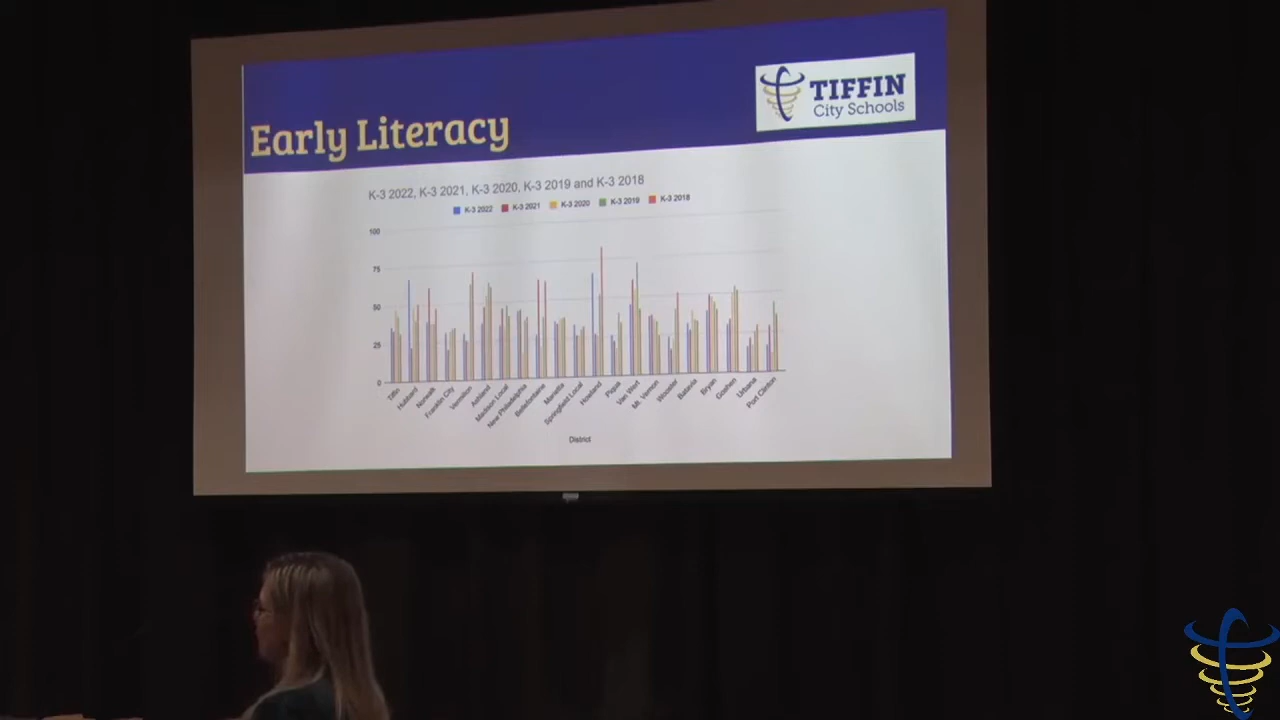 TIFFIN
City Schools
Early Literacy
K-3 2022, K-3 2021, K-3 2020, K-3 2019 and K-3 2018
K-3 2022 K-3 2021 K-3 2020 K-3 2019 K-3 2018
100
75
50
25
0
Tiffin Hubbard Norwalk Franklin City Vermilion Ashland Madison Local New Philadelphia Bellefontaine Marietta Springfield Local Howland Piqua Van Wert Mt. Vernon Wooster Batavia Bryan Goshen Urbana Port Clinton
District